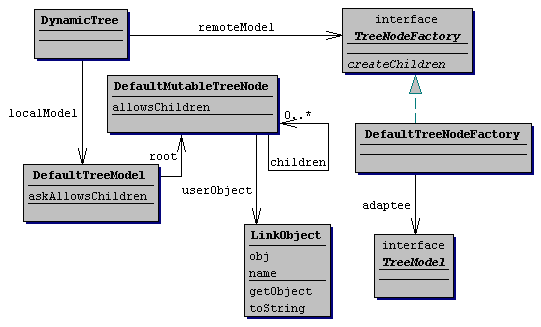 DynamicTree
remoteModel
interface
TreeNodeFactory
createChildren
DefaultMutableTreeNode
allowsChildren
0..*
localModel
DefaultTreeNodeFactory
root
children
DefaultTreeModel
askAllowsChildren
userObject
adaptee
LinkObject
obj
name
getObject
toString
interface
TreeModel